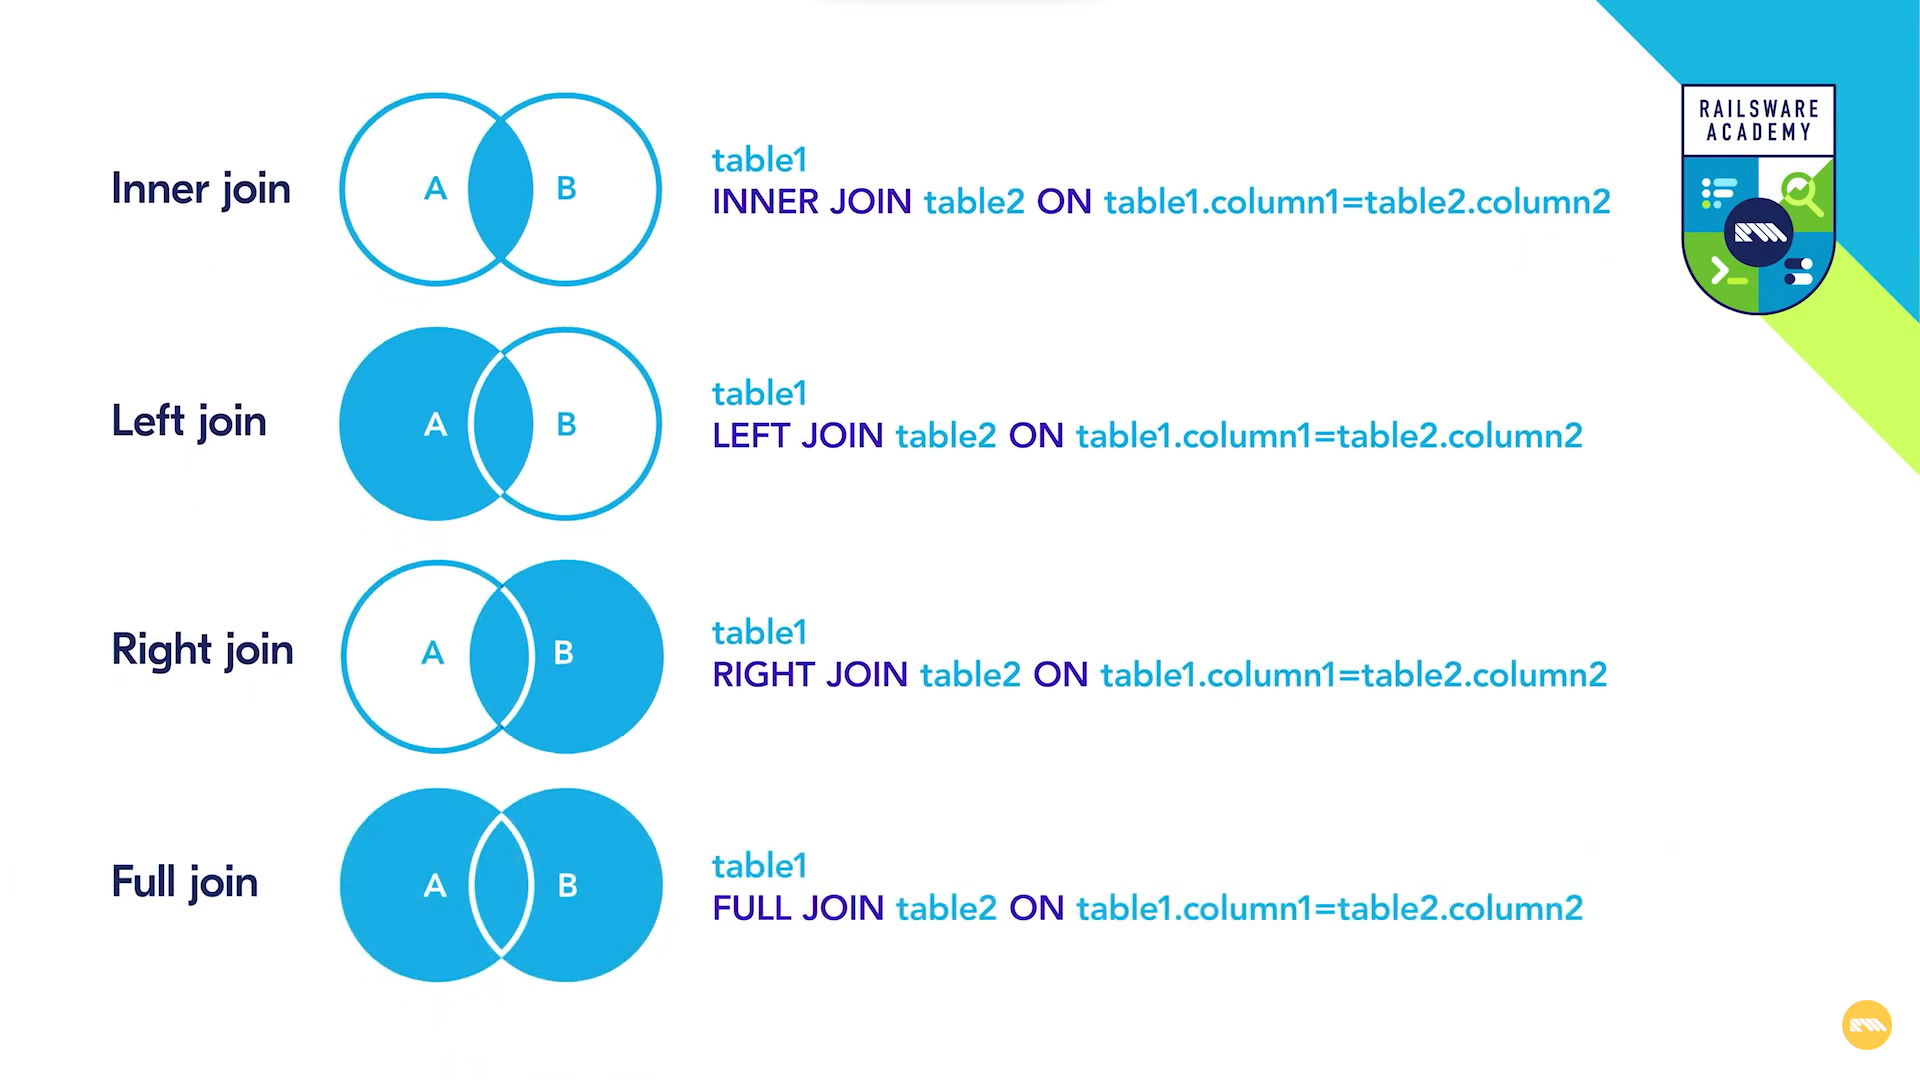 Inner join
A
B
table1
INNER JOIN table2 ON table1.column1=table2.column2
RAILSWARE
ACADEMY
Left join
A
B
table1
LEFT JOIN table2 ON table1.column1=table2.column2
Right join
A
B
table1
RIGHT JOIN table2 ON table1.column1=table2.column2
Full join
A
B
table1
FULL JOIN table2 ON table1.column1=table2.column2